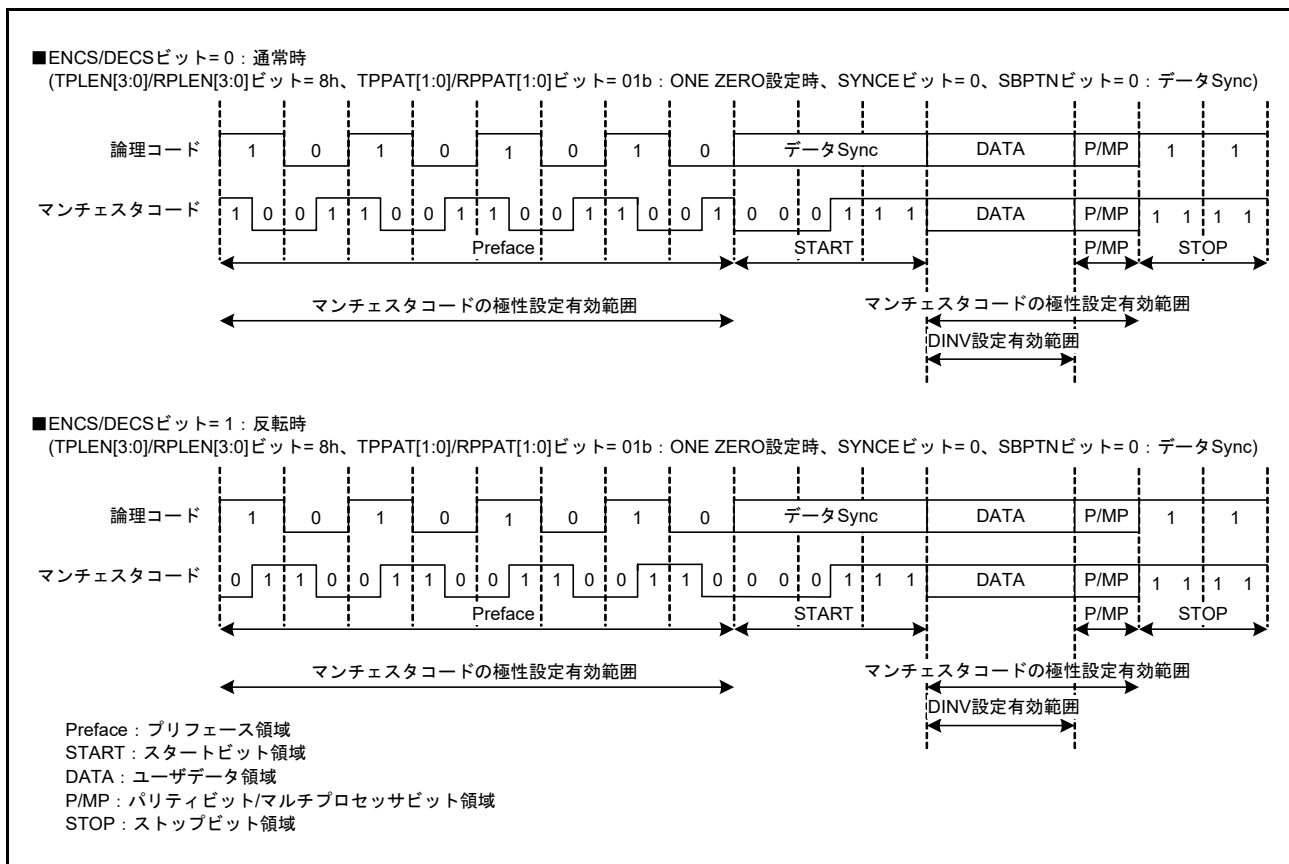 ■ENCS/DECSビット= 0：通常時
(TPLEN[3:0]/RPLEN[3:0]ビット= 8h、TPPAT[1:0]/RPPAT[1:0]ビット= 01b：ONE ZERO設定時、SYNCEビット= 0、SBPTNビット= 0：データSync)
論理コード 1 0 1 0 1 0 1 0 データSync DATA P/MP 1 1
マンチェスタコード 1 0 0 1 1 0 0 1 1 0 0 1 1 0 0 1 0 0 0 1 1 1 DATA P/MP 1 1 1 1
Preface START P/MP STOP
マンチェスタコードの極性設定有効範囲 マンチェスタコードの極性設定有効範囲
DINV設定有効範囲
■ENCS/DECSビット= 1：反転時
(TPLEN[3:0]/RPLEN[3:0]ビット= 8h、TPPAT[1:0]/RPPAT[1:0]ビット= 01b：ONE ZERO設定時、SYNCEビット= 0、SBPTNビット= 0：データSync)
論理コード 1 0 1 0 1 0 1 0 データSync DATA P/MP 1 1
マンチェスタコード 0 1 1 0 0 1 1 0 0 1 1 0 0 1 1 0 0 0 0 1 1 1 DATA P/MP 1 1 1 1
Preface START P/MP STOP
マンチェスタコードの極性設定有効範囲 マンチェスタコードの極性設定有効範囲
DINV設定有効範囲
Preface：プリフェース領域
START：スタートビット領域
DATA：ユーザデータ領域
P/MP：パリティビット/マルチプロセッサビット領域
STOP：ストップビット領域